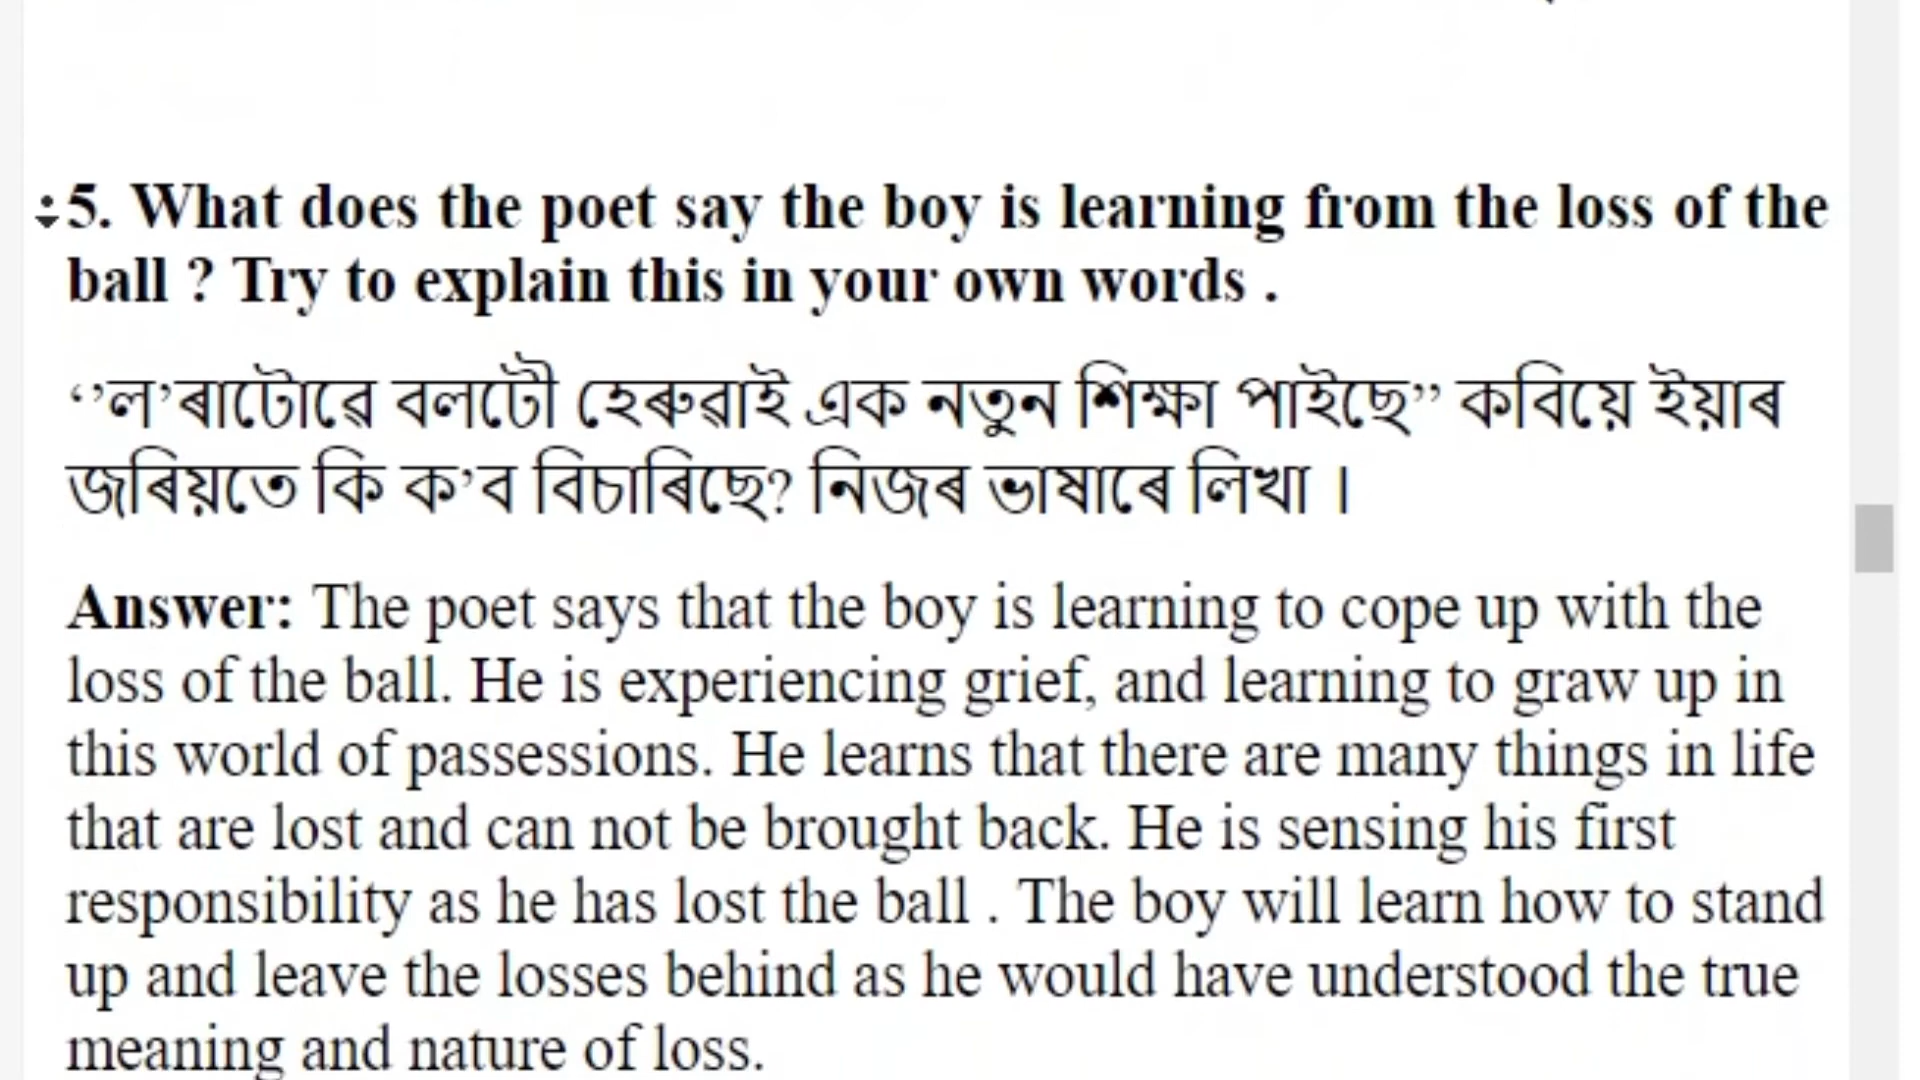 5. What does the poet say the boy is learning from the loss of the
ball ? Try to explain this in your own words .
‘’ল’ৰাটোৱে বলটৌ হেৰুৱাই এক নতুন শিক্ষা পাইছে’’ কবিয়ে ইয়াৰ
জৰিয়তে কি ক’ব বিচাৰিছে? নিজৰ ভাষাৰে লিখা ।
Answer: The poet says that the boy is learning to cope up with the
loss of the ball. He is experiencing grief, and learning to graw up in
this world of passessions. He learns that there are many things in life
that are lost and can not be brought back. He is sensing his first
responsibility as he has lost the ball . The boy will learn how to stand
up and leave the losses behind as he would have understood the true
meaning and nature of loss.